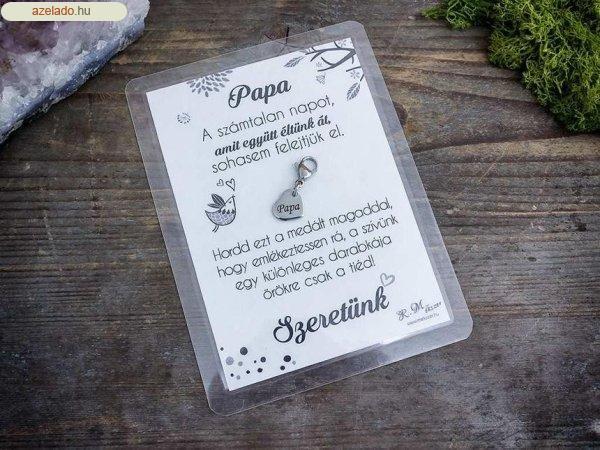 azelado.hu
Papa
A számtalan napot,
amit együtt éltünk át,
sohasem felejtjük el.
Papa
Hordd ezt a medált magaddal,
hogy emlékeztessen rá, a szívünk
egy különleges darabkája
örökre csak a tiéd!
Szeretünk
R.M ékszer